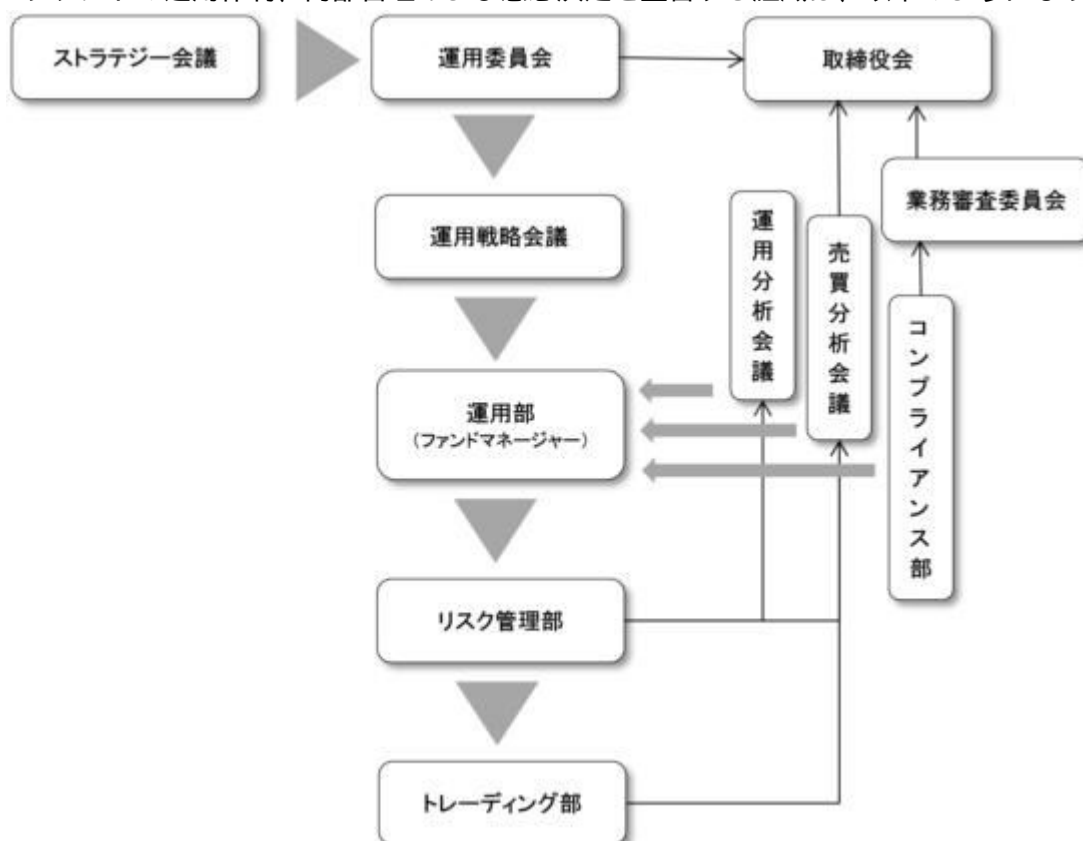 ストラテジー会議
運用委員会
取締役会
運用戦略会議
運用分析会議
売買分析会議
業務審査委員会
コンプライアンス部
運用部
(ファンドマネージャー)
リスク管理部
トレーディング部